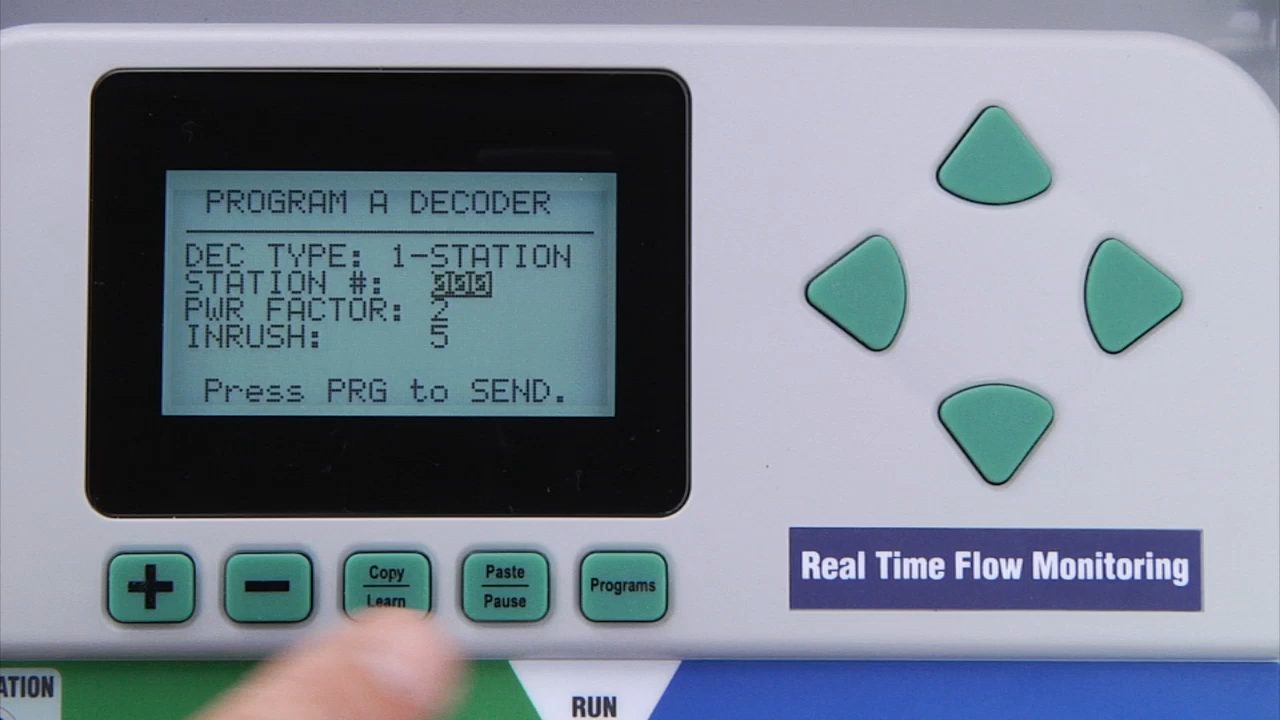 PROGRAM A DECODER
DEC TYPE: 1-STATION
STATION #:
PWR FACTOR: 2
INRUSH: 5
Press PRG to SEND.
+
−
Copy
Learn
Paste
Pause
Programs
Real Time Flow Monitoring
ATION
RUN